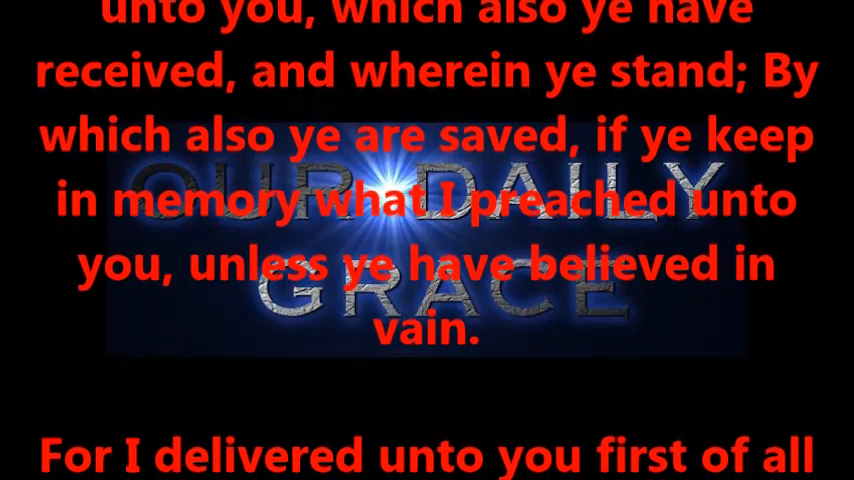 unto you, which also ye have
received, and wherein ye stand; By
which also ye are saved, if ye keep
in memory what I preached unto
you, unless ye have believed in
vain.
For I delivered unto you first of all
OUR DAILY
GRACE